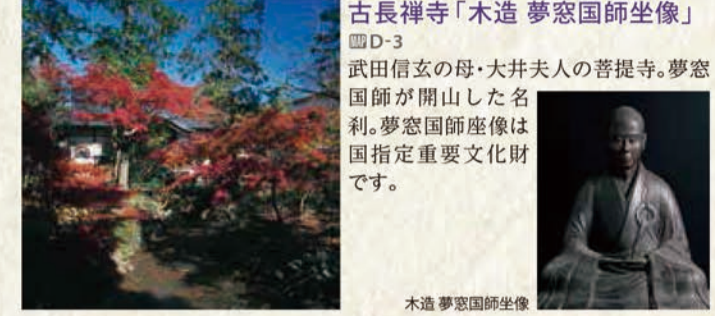 古長禅寺「木造 夢窓国師坐像」
D-3
武田信玄の母・大井夫人の菩提寺。夢窓
国師が開山した名
刹。夢窓国師座像は
国指定重要文化財
です。
木造 夢窓国師坐像